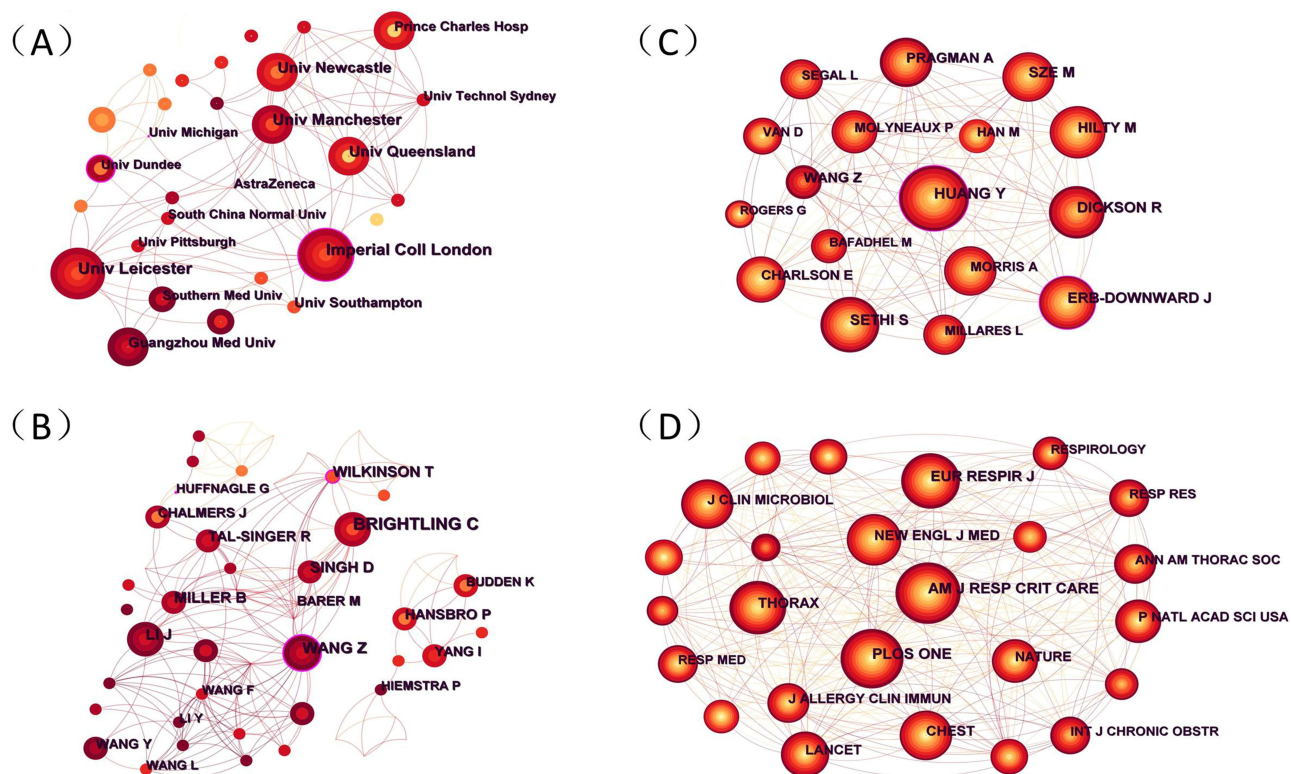 （A）
Prince Charles Hosp
Univ Newcastle
Univ Technol Sydney
Univ Manchester
Univ Michigan
Univ Queensland
Univ Dundee
AstraZeneca
South China Normal Univ
Univ Pittsburgh
Imperial Coll London
Univ Leicester
Southern Med Univ
Univ Southampton
Guangzhou Med Univ
（C）
PRAGMAN A
SZE M
SEGAL L
VAN D
MOLYNEAUX P
HAN M
HILTY M
WANG Z
HUANG Y
ROGERS G
DICKSON R
BAFADHEL M
CHARLSON E
MORRIS A
ERB-DOWNWARD J
SETHI S
MILLARES L
（B）
WILKINSON T
HUFFNAGLE G
CHALMERS J
BRIGHTLING C
TAL-SINGER R
SINGH D
BUDDEN K
MILLER B
BARER M
HANSBRO P
LI J
WANG Z
YANG I
WANG F
HIEMSTRA P
LI Y
WANG Y
WANG L
（D）
RESPIROLOGY
EUR RESPIR J
J CLIN MICROBIOL
RESP RES
NEW ENGL J MED
ANN AM THORAC SOC
AM J RESP CRIT CARE
THORAX
P NATL ACAD SCI USA
PLOS ONE
RESP MED
NATURE
J ALLERGY CLIN IMMUN
CHEST
INT J CHRONIC OBSTR
LANCET